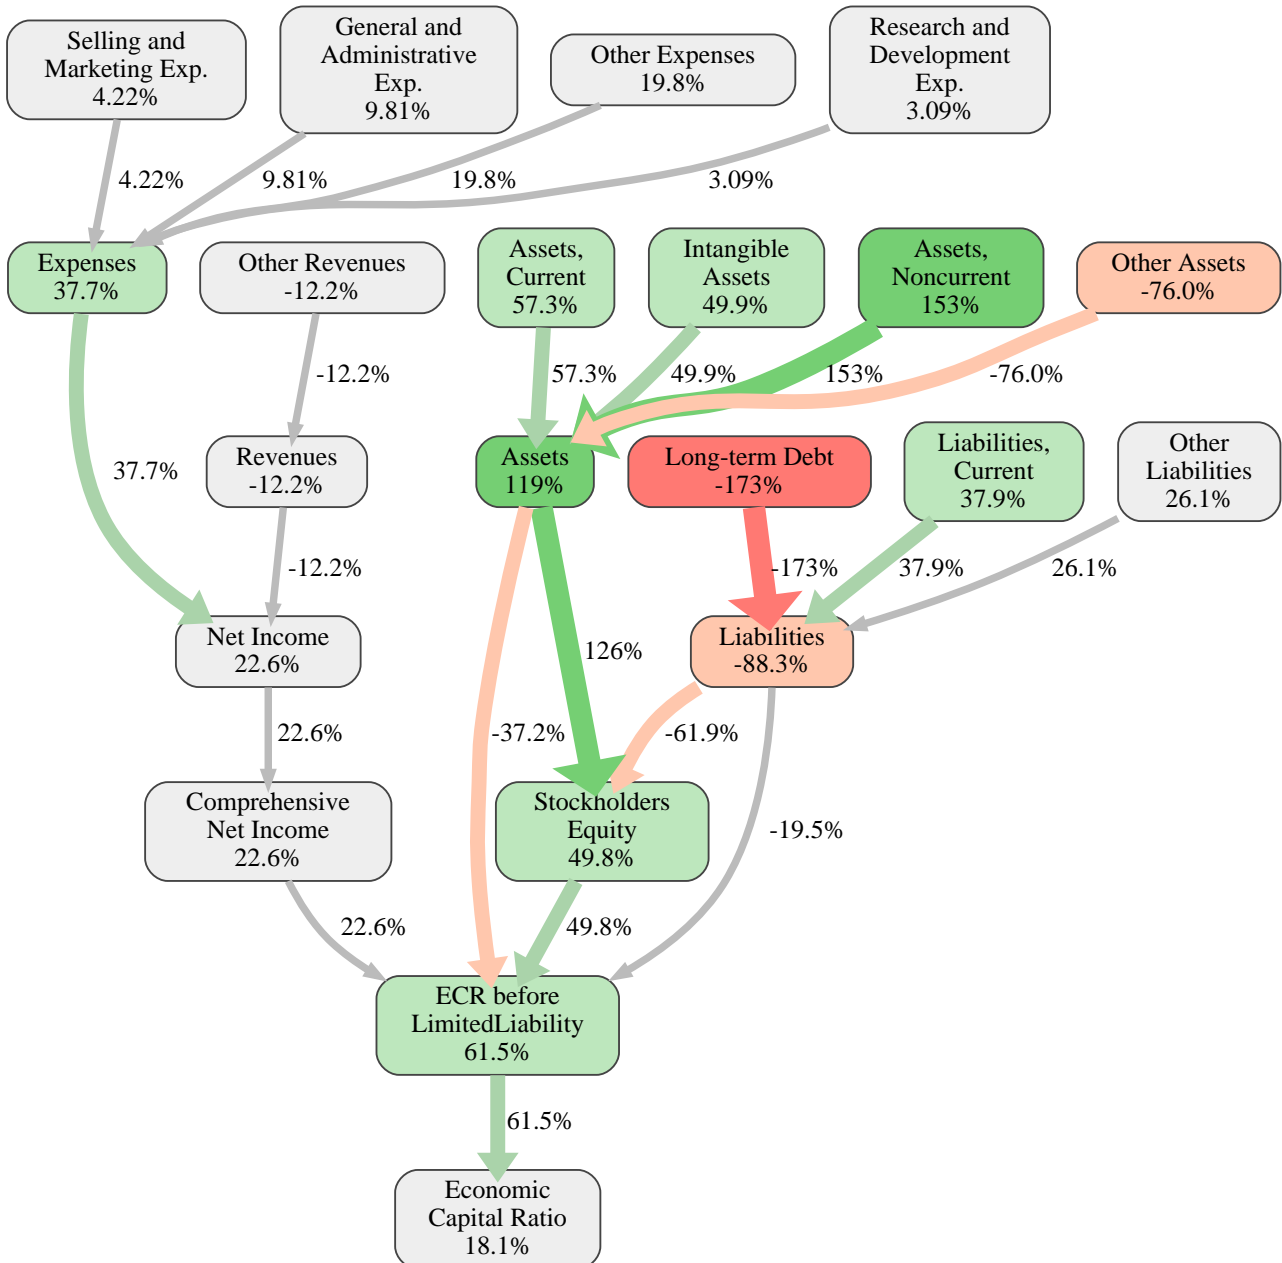 Selling and
Marketing Exp.
4.22%
General and
Administrative
Exp.
9.81%
Other Expenses
19.8%
Research and
Development
Exp.
3.09%
4.22%
9.81%
19.8%
3.09%
Expenses
37.7%
Other Revenues
-12.2%
Assets,
Current
57.3%
Intangible
Assets
49.9%
Assets,
Noncurrent
153%
Other Assets
-76.0%
-12.2%
57.3%
49.9%
153%
-76.0%
Revenues
-12.2%
Assets
119%
Long-term Debt
-173%
Liabilities,
Current
37.9%
Other
Liabilities
26.1%
37.7%
-12.2%
-173%
37.9%
26.1%
Net Income
22.6%
126%
Liabilities
-88.3%
22.6%
-37.2%
-61.9%
Comprehensive
Net Income
22.6%
Stockholders
Equity
49.8%
-19.5%
22.6%
49.8%
ECR before
LimitedLiability
61.5%
61.5%
Economic
Capital Ratio
18.1%